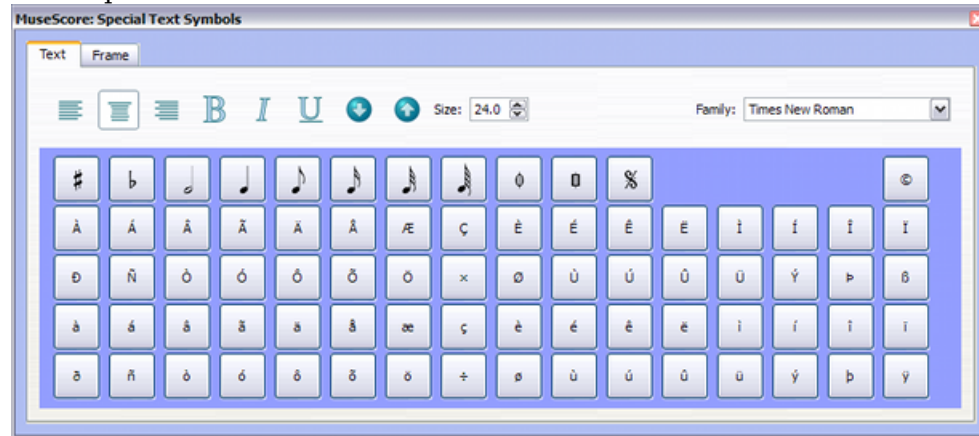 MuseScore: Special Text Symbols
Text Frame
B I U Size: 24.0 Family: Times New Roman
♯ ♭ 𝅗𝅥 𝅘𝅥 𝅘𝅥𝅮 𝅘𝅥𝅯 𝅘𝅥𝅰 𝅘𝅥𝅱 𝄌 𝄋 ©
À Á Â Ã Ä Å Æ Ç È É Ê Ë Ì Í Î Ï
Ð Ñ Ò Ó Ô Õ Ö × Ø Ù Ú Û Ü Ý Þ ß
à á â ã ä å æ ç è é ê ë ì í î ï
ð ñ ò ó ô õ ö ÷ ø ù ú û ü ý þ ÿ